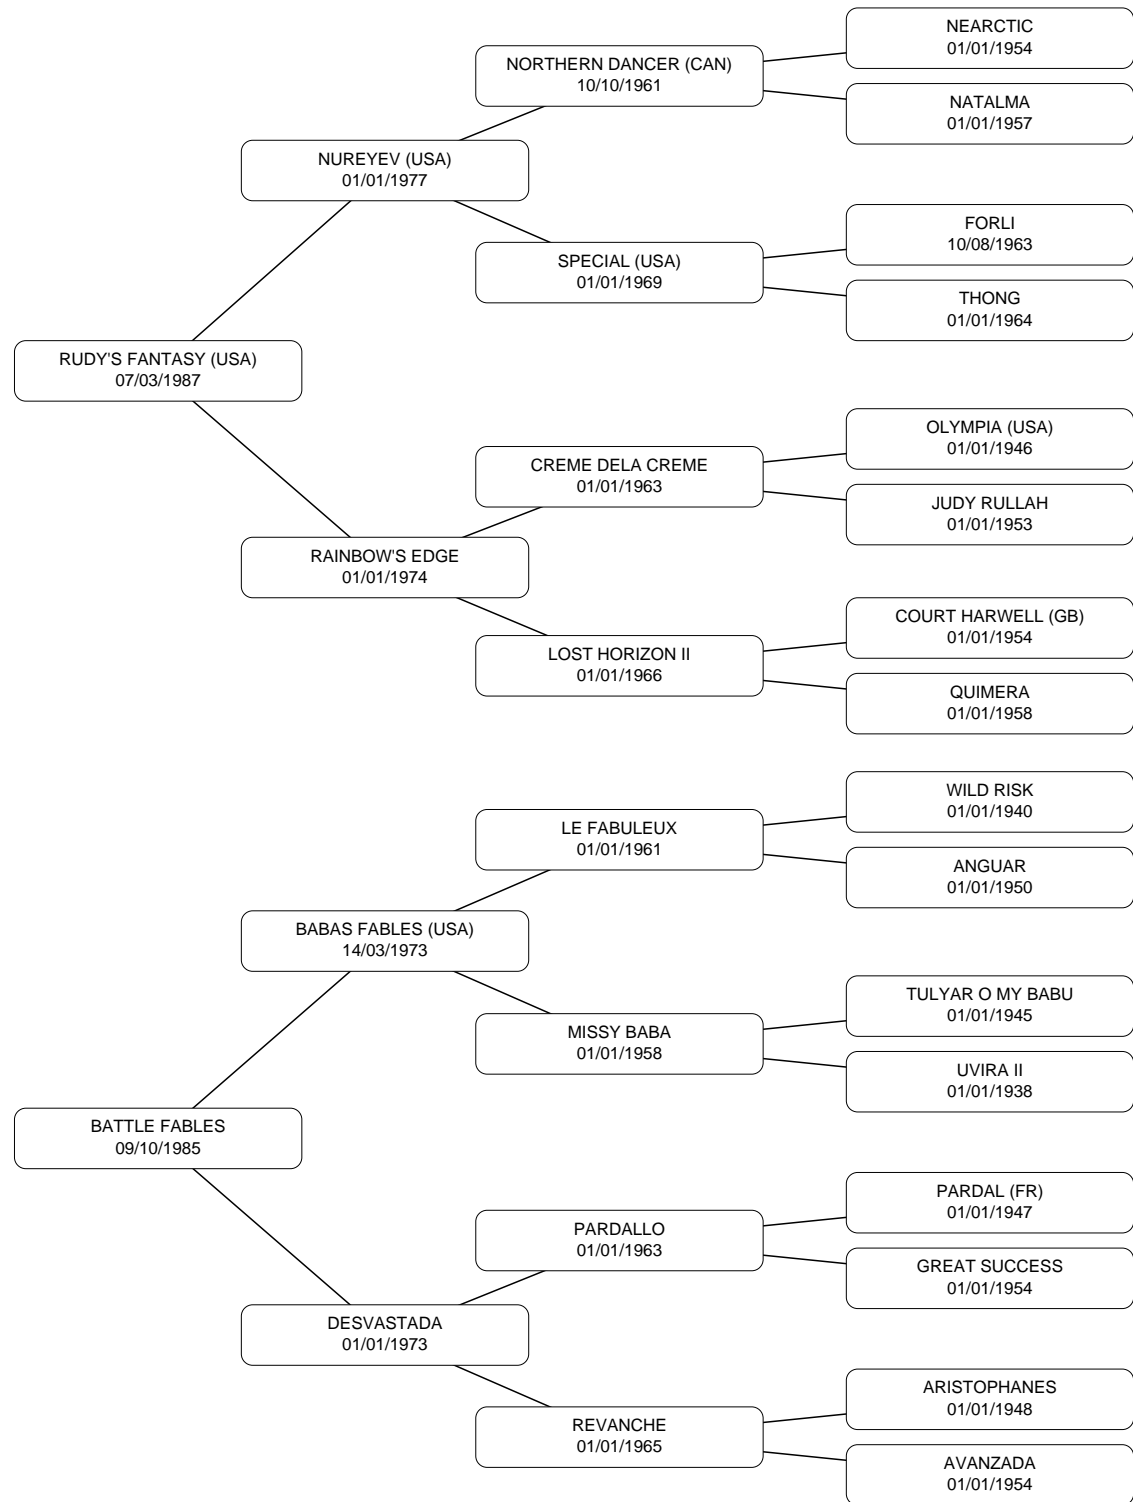 NEARCTIC
01/01/1954
NORTHERN DANCER (CAN)
10/10/1961
NATALMA
01/01/1957
NUREYEV (USA)
01/01/1977
FORLI
10/08/1963
SPECIAL (USA)
01/01/1969
THONG
01/01/1964
RUDY'S FANTASY (USA)
07/03/1987
OLYMPIA (USA)
01/01/1946
CREME DELA CREME
01/01/1963
JUDY RULLAH
01/01/1953
RAINBOW'S EDGE
01/01/1974
COURT HARWELL (GB)
01/01/1954
LOST HORIZON II
01/01/1966
QUIMERA
01/01/1958
WILD RISK
01/01/1940
LE FABULEUX
01/01/1961
ANGUAR
01/01/1950
BABAS FABLES (USA)
14/03/1973
TULYAR O MY BABU
01/01/1945
MISSY BABA
01/01/1958
UVIRA II
01/01/1938
BATTLE FABLES
09/10/1985
PARDAL (FR)
01/01/1947
PARDALLO
01/01/1963
GREAT SUCCESS
01/01/1954
DESVASTADA
01/01/1973
ARISTOPHANES
01/01/1948
REVANCHE
01/01/1965
AVANZADA
01/01/1954